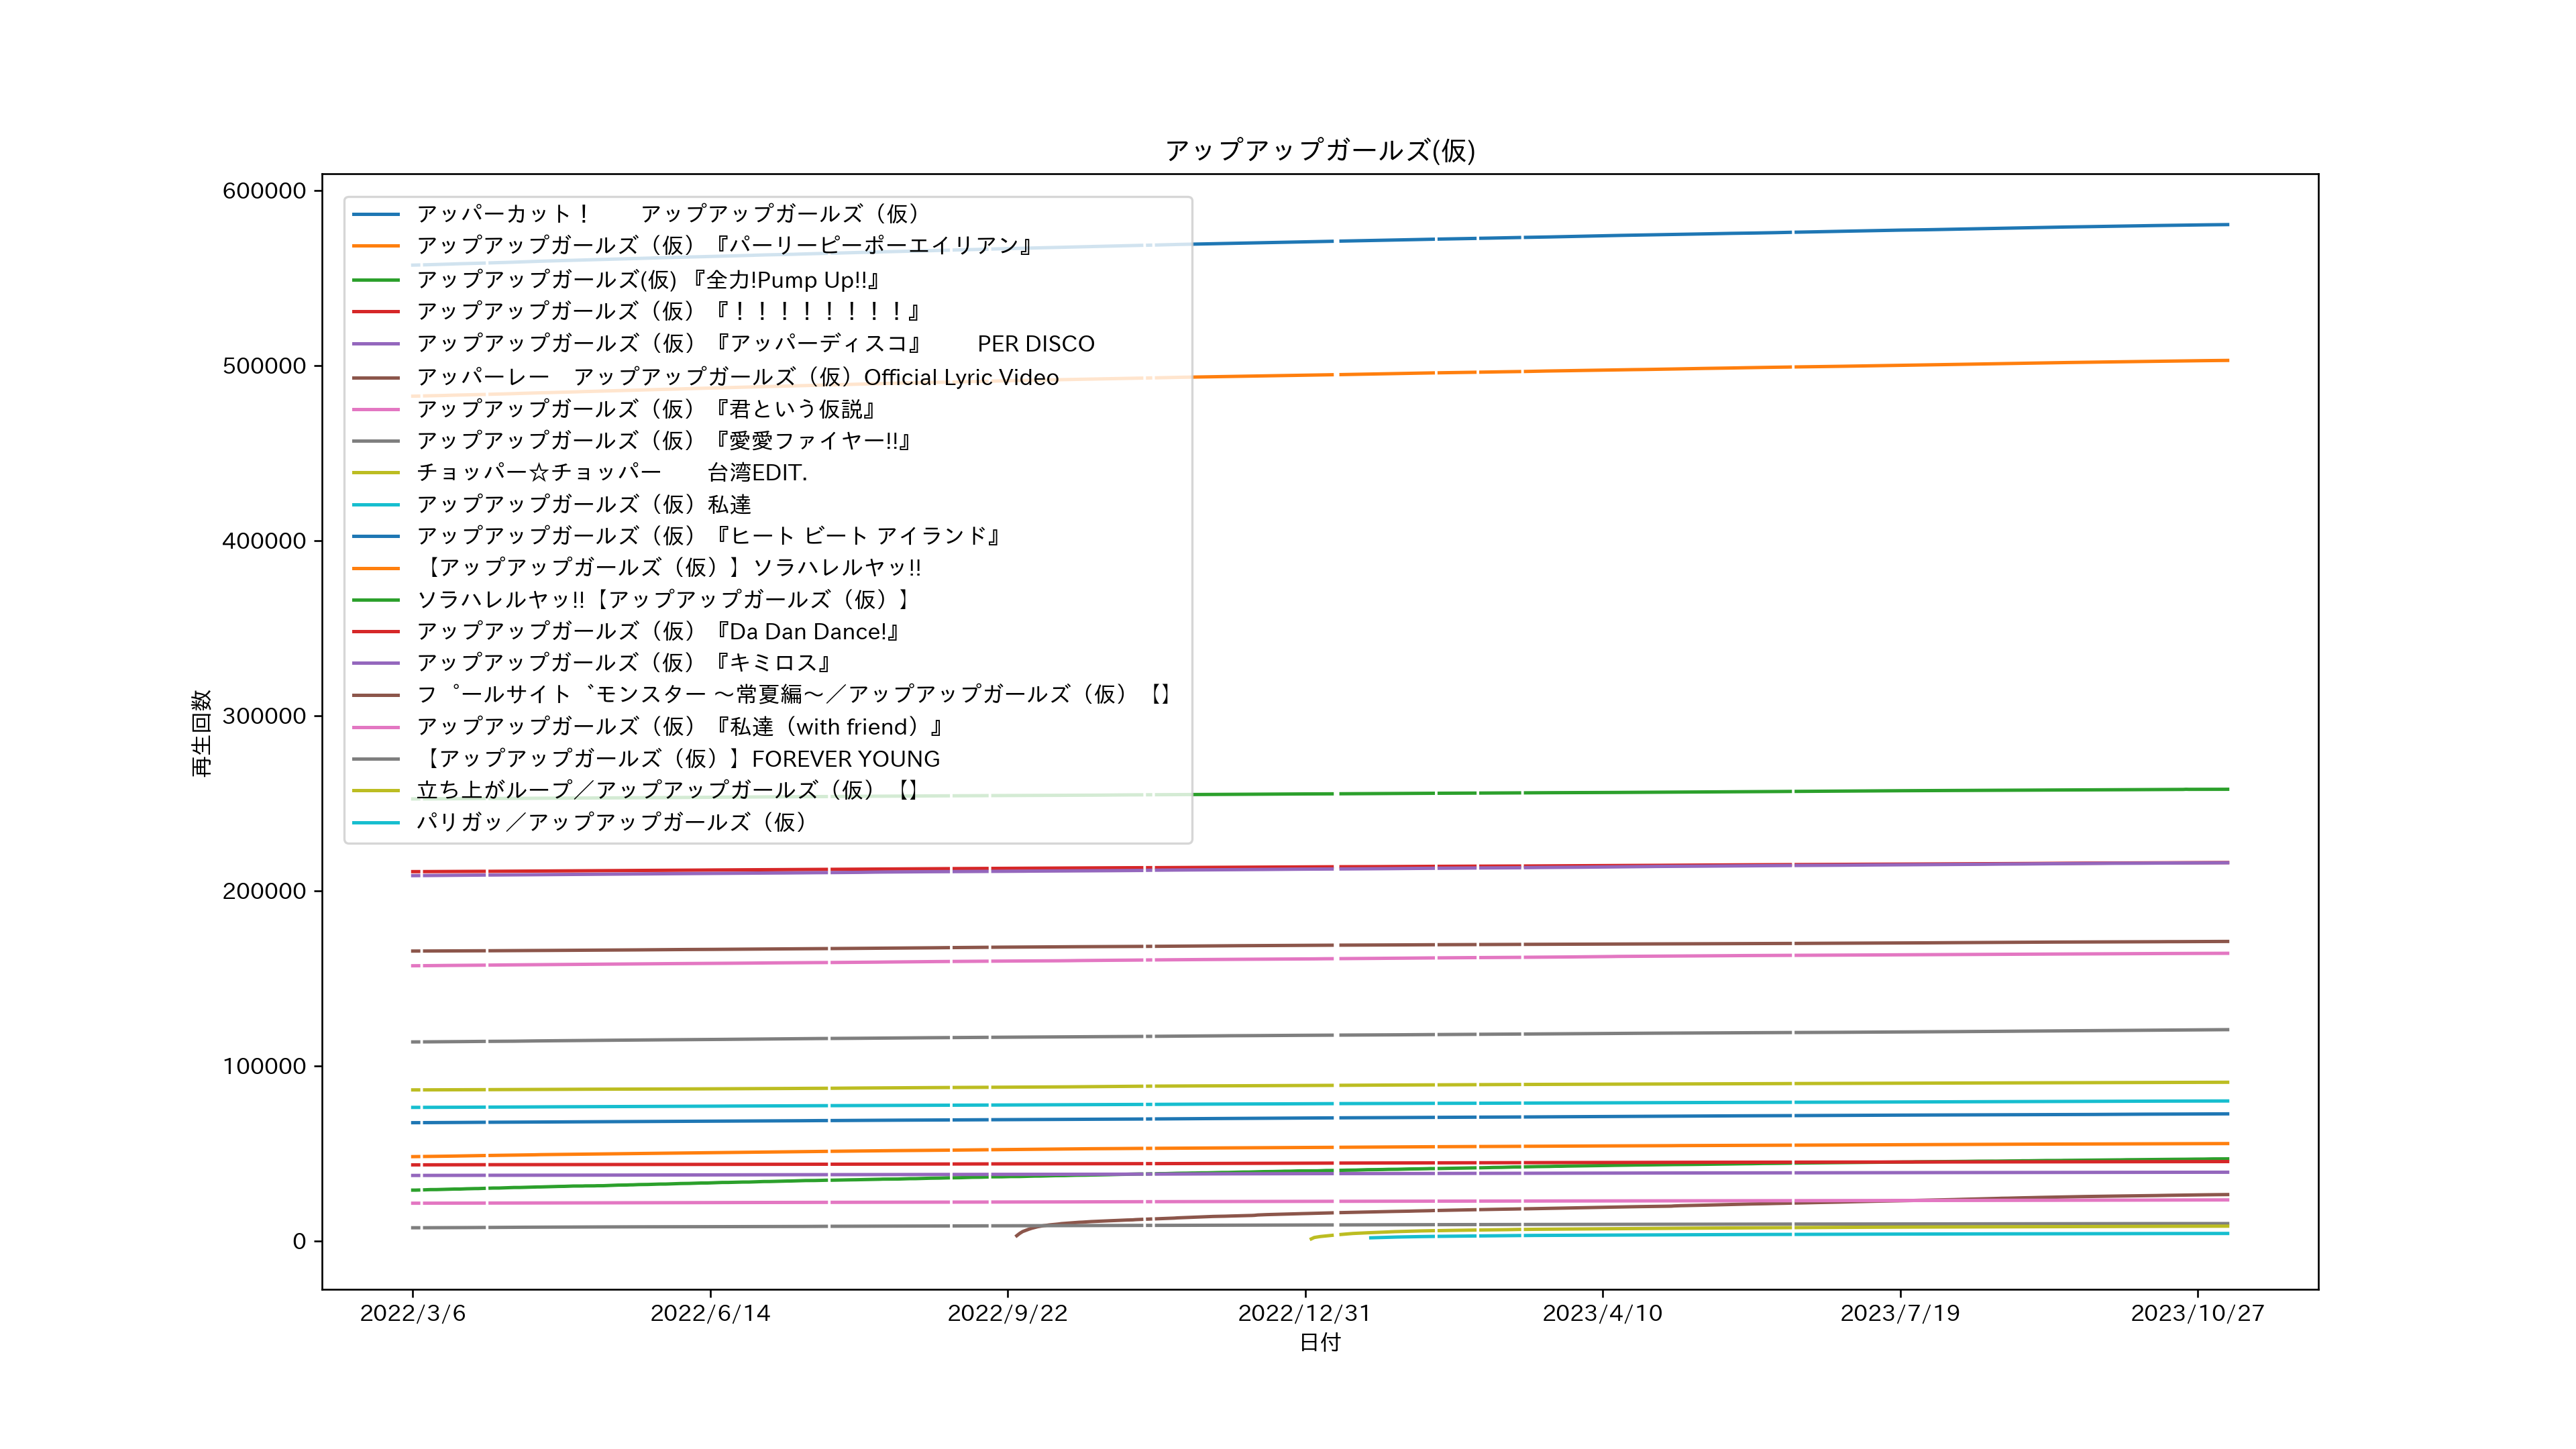 アップアップガールズ(仮)
600000
500000
400000
300000
200000
100000
0
再生回数
アッパーカット！　　アップアップガールズ（仮）
アップアップガールズ（仮）『パーリーピーポーエイリアン』
アップアップガールズ(仮) 『全力!Pump Up!!』
アップアップガールズ（仮）『！！！！！！！！』
アップアップガールズ（仮）『アッパーディスコ』　　PER DISCO
アッパーレー　アップアップガールズ（仮）Official Lyric Video
アップアップガールズ（仮）『君という仮説』
アップアップガールズ（仮）『愛愛ファイヤー!!』
チョッパー☆チョッパー　　台湾EDIT.
アップアップガールズ（仮）私達
アップアップガールズ（仮）『ヒート ビート アイランド』
【アップアップガールズ（仮）】ソラハレルヤッ!!
ソラハレルヤッ!!【アップアップガールズ（仮）】
アップアップガールズ（仮）『Da Dan Dance!』
アップアップガールズ（仮）『キミロス』
フ゜ールサイト゛モンスター ～常夏編～／アップアップガールズ（仮）【】
アップアップガールズ（仮）『私達（with friend）』
【アップアップガールズ（仮）】FOREVER YOUNG
立ち上がループ／アップアップガールズ（仮）【】
パリガッ／アップアップガールズ（仮）
2022/3/6 2022/6/14 2022/9/22 2022/12/31 2023/4/10 2023/7/19 2023/10/27
日付